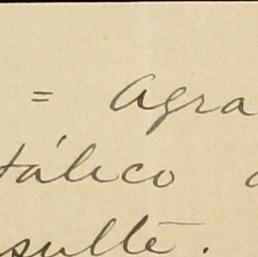 = Agra
tálico
sulte.